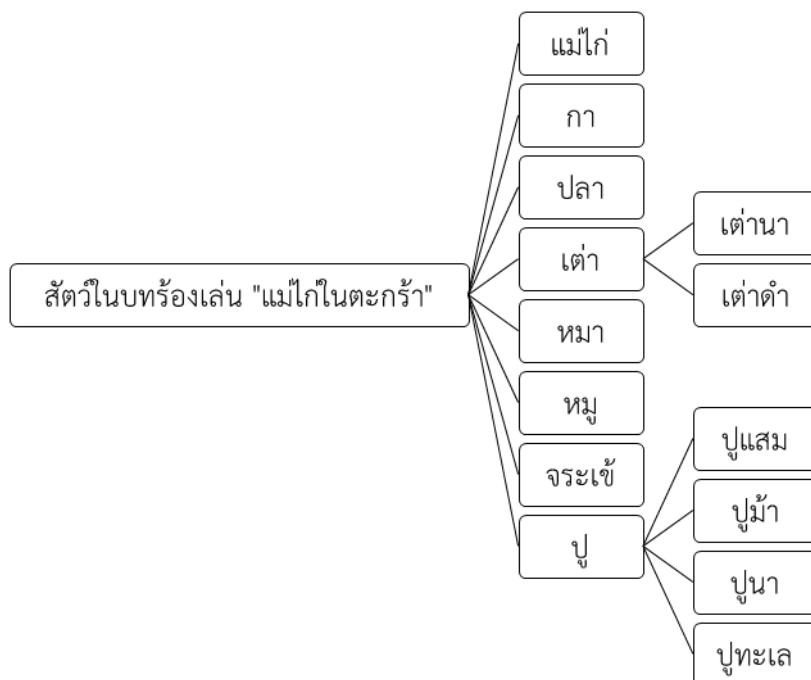 สัตว์ในบทร้องเล่น "แม่ไก่ในตะกร้า"
แม่ไก่
กา
ปลา
เต่า
เต่านา
เต่าดำ
หมา
หมู
จระเข้
ปู
ปูแสม
ปูม้า
ปูนา
ปูทะเล